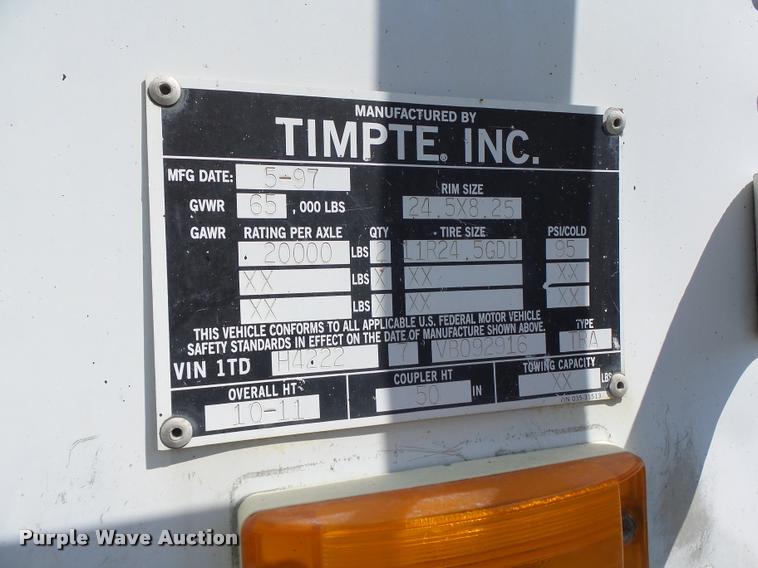 MANUFACTURED BY
TIMPTE® INC.
MFG DATE: 5-97 RIM SIZE
GVWR 65 ,000 LBS 24.5X8.25
GAWR RATING PER AXLE QTY TIRE SIZE PSI/COLD
20000 LBS 2 11R24.5GDU 95
XX LBS X XX XX
XX LBS X XX XX
THIS VEHICLE CONFORMS TO ALL APPLICABLE U.S. FEDERAL MOTOR VEHICLE
SAFETY STANDARDS IN EFFECT ON THE DATE OF MANUFACTURE SHOWN ABOVE. TYPE
VIN 1TD H4222 7 VB092916 TRA
OVERALL HT COUPLER HT TOWING CAPACITY
10-11 50 IN XX LBS
P/N 035-31513
Purple Wave Auction